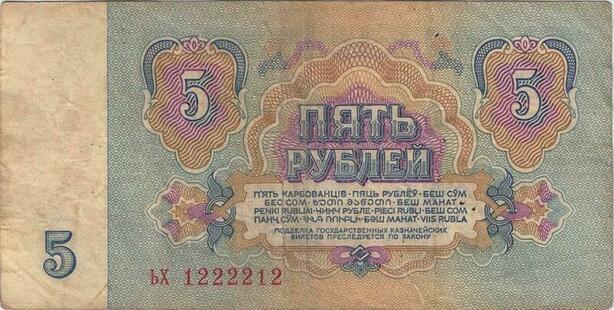 5 5
ПЯТЬ
РУБЛЕЙ
П'ЯТЬ КАРБОВАНЦІВ · ПЯЦЬ РУБЛЁЎ · БЕШ СЎМ
БЕС СОМ · ᲮᲣᲗᲘ ᲛᲐᲜᲔᲗᲘ · БЕШ МАНАТ
PENKI RUBLIAI · ЧИНЧ РУБЛЕ · PIECI RUBĻI · БЕШ СОМ
ПАНҶ СӮМ · ՀԻՆԳ ՌՈՒԲԼԻ · БӘШ МАНАТ · VIIS RUBLA
ПОДДЕЛКА ГОСУДАРСТВЕННЫХ КАЗНАЧЕЙСКИХ
БИЛЕТОВ ПРЕСЛЕДУЕТСЯ ПО ЗАКОНУ
5
ЬХ 1222212